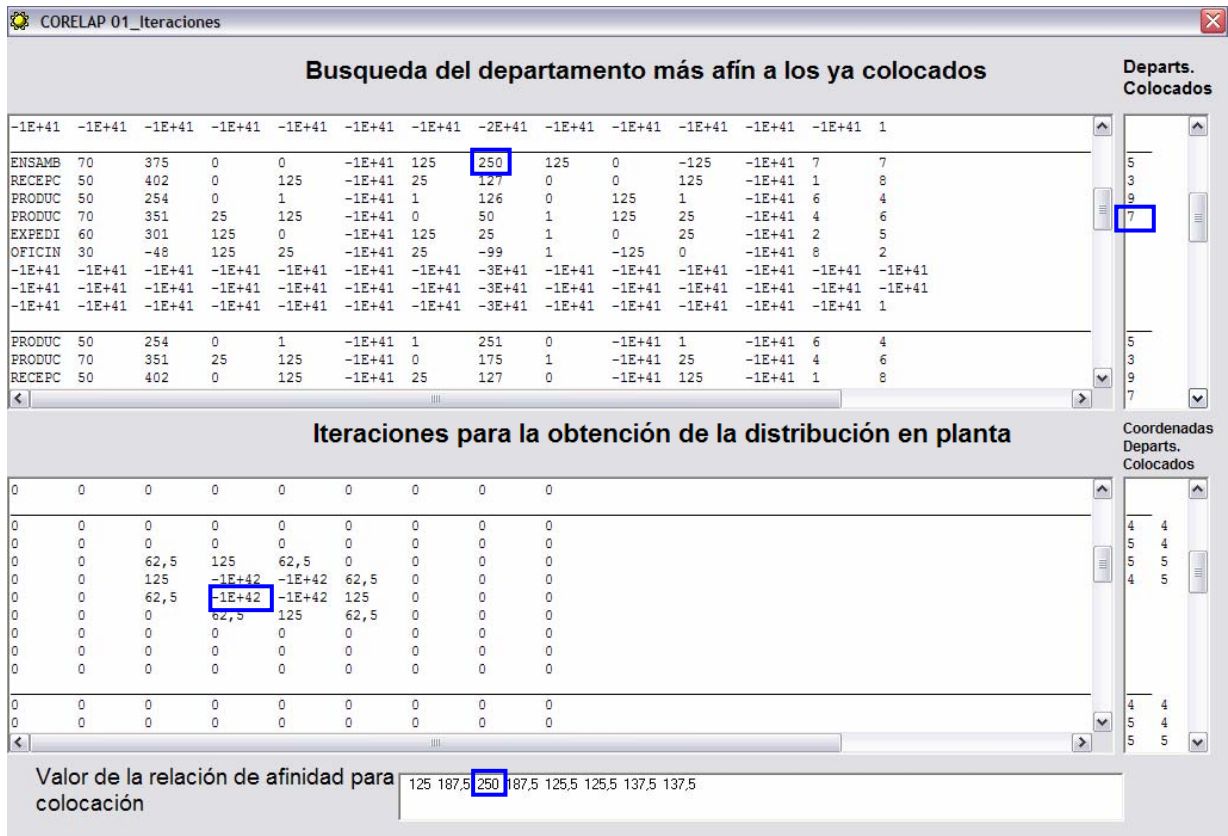 CORELAP 01_Iteraciones
Busqueda del departamento más afín a los ya colocados
Departs.
Colocados
-1E+41 -1E+41 -1E+41 -1E+41 -1E+41 -1E+41 -1E+41 -2E+41 -1E+41 -1E+41 -1E+41 -1E+41 -1E+41 1
ENSAMB 70 375 0 0 -1E+41 125 250 125 0 -125 -1E+41 7 7
RECEPC 50 402 0 125 -1E+41 25 127 0 0 125 -1E+41 1 8
PRODUC 50 254 0 1 -1E+41 1 126 0 125 1 -1E+41 6 4
PRODUC 70 351 25 125 -1E+41 0 50 1 125 25 -1E+41 4 6
EXPEDI 60 301 125 0 -1E+41 125 25 1 0 25 -1E+41 2 5
OFICIN 30 -48 125 25 -1E+41 25 -99 1 -125 0 -1E+41 8 2
-1E+41 -1E+41 -1E+41 -1E+41 -1E+41 -1E+41 -1E+41 -3E+41 -1E+41 -1E+41 -1E+41 -1E+41 -1E+41 -1E+41
-1E+41 -1E+41 -1E+41 -1E+41 -1E+41 -1E+41 -1E+41 -3E+41 -1E+41 -1E+41 -1E+41 -1E+41 -1E+41 -1E+41
-1E+41 -1E+41 -1E+41 -1E+41 -1E+41 -1E+41 -1E+41 -3E+41 -1E+41 -1E+41 -1E+41 -1E+41 -1E+41 1
PRODUC 50 254 0 1 -1E+41 1 251 0 -1E+41 1 -1E+41 6 4
PRODUC 70 351 25 125 -1E+41 0 175 1 -1E+41 25 -1E+41 4 6
RECEPC 50 402 0 125 -1E+41 25 127 0 -1E+41 125 -1E+41 1 8
5
3
9
7
5
3
9
7
Iteraciones para la obtención de la distribución en planta
Coordenadas
Departs.
Colocados
0 0 0 0 0 0 0 0 0
0 0 0 0 0 0 0 0 0
0 0 0 0 0 0 0 0 0
0 0 62,5 125 62,5 0 0 0 0
0 0 125 -1E+42 -1E+42 62,5 0 0 0
0 0 62,5 -1E+42 -1E+42 125 0 0 0
0 0 0 62,5 125 62,5 0 0 0
0 0 0 0 0 0 0 0 0
0 0 0 0 0 0 0 0 0
0 0 0 0 0 0 0 0 0
0 0 0 0 0 0 0 0 0
0 0 0 0 0 0 0 0 0
4 4
5 4
5 5
4 5
4 4
5 4
5 5
Valor de la relación de afinidad para
colocación
125 187,5 250 187,5 125,5 125,5 137,5 137,5